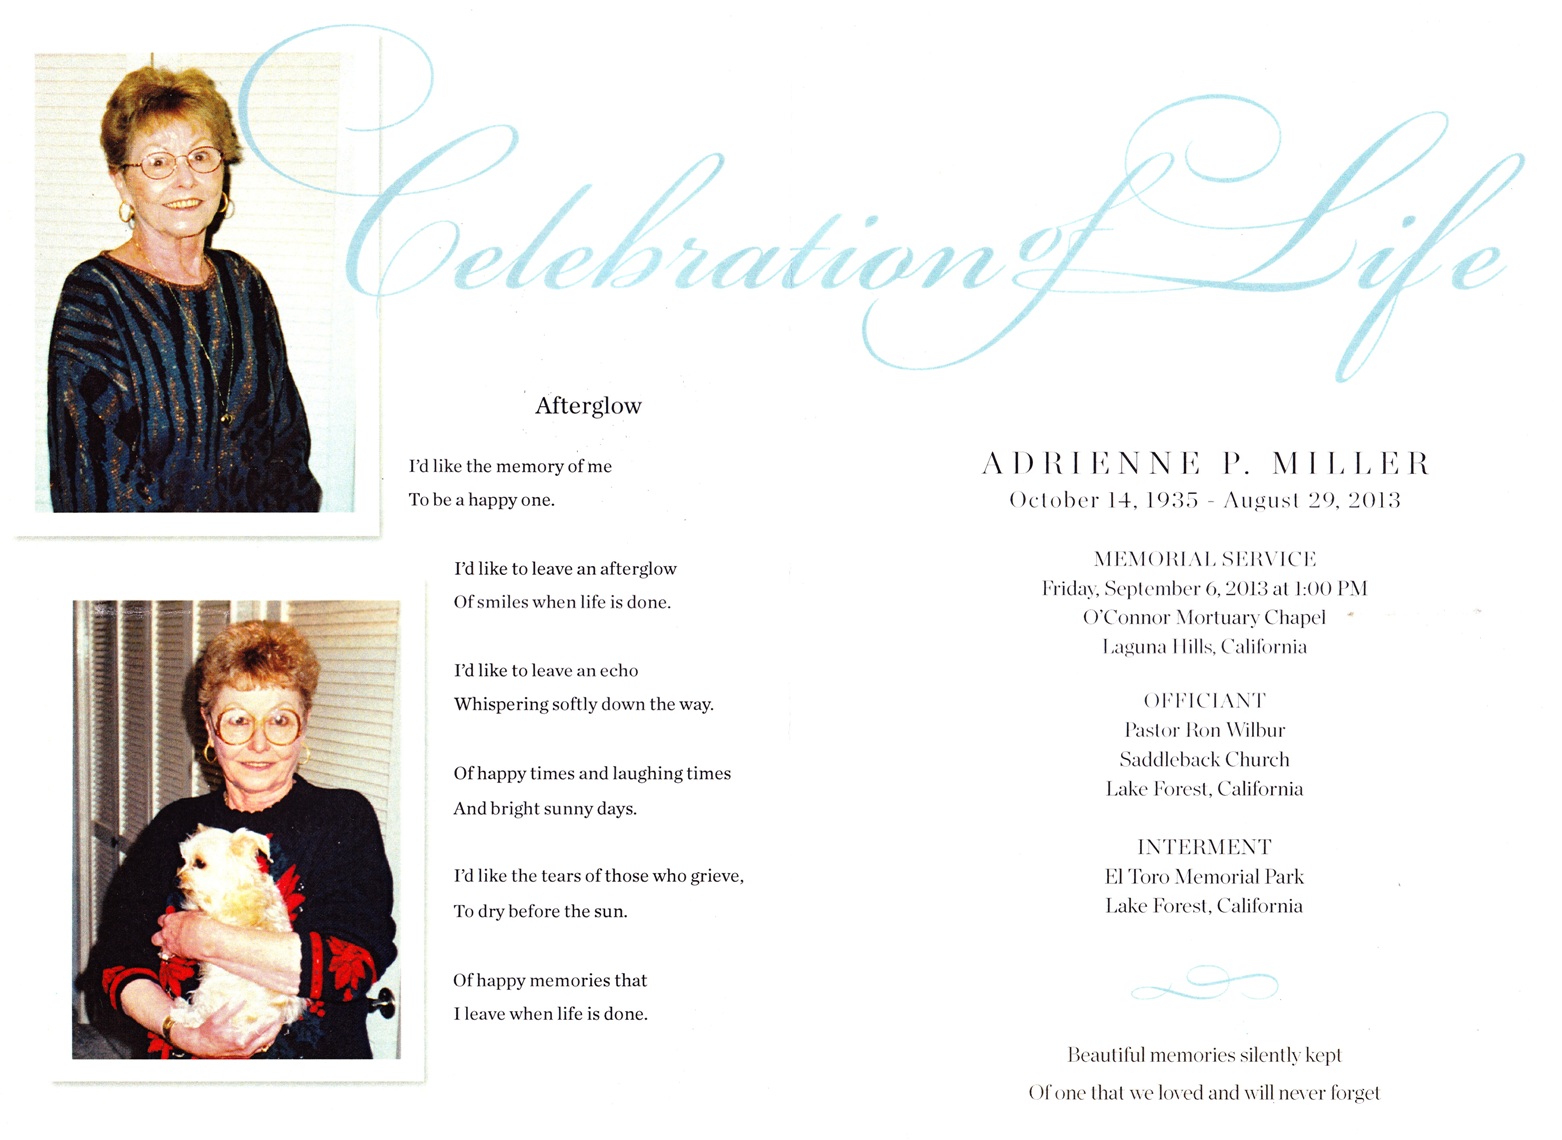 Celebration of Life
Afterglow
I'd like the memory of me
To be a happy one.
I'd like to leave an afterglow
Of smiles when life is done.
I'd like to leave an echo
Whispering softly down the way.
Of happy times and laughing times
And bright sunny days.
I'd like the tears of those who grieve,
To dry before the sun.
Of happy memories that
I leave when life is done.
ADRIENNE P. MILLER
October 14, 1935 - August 29, 2013
MEMORIAL SERVICE
Friday, September 6, 2013 at 1:00 PM
O'Connor Mortuary Chapel
Laguna Hills, California
OFFICIANT
Pastor Ron Wilbur
Saddleback Church
Lake Forest, California
INTERMENT
El Toro Memorial Park
Lake Forest, California
Beautiful memories silently kept
Of one that we loved and will never forget